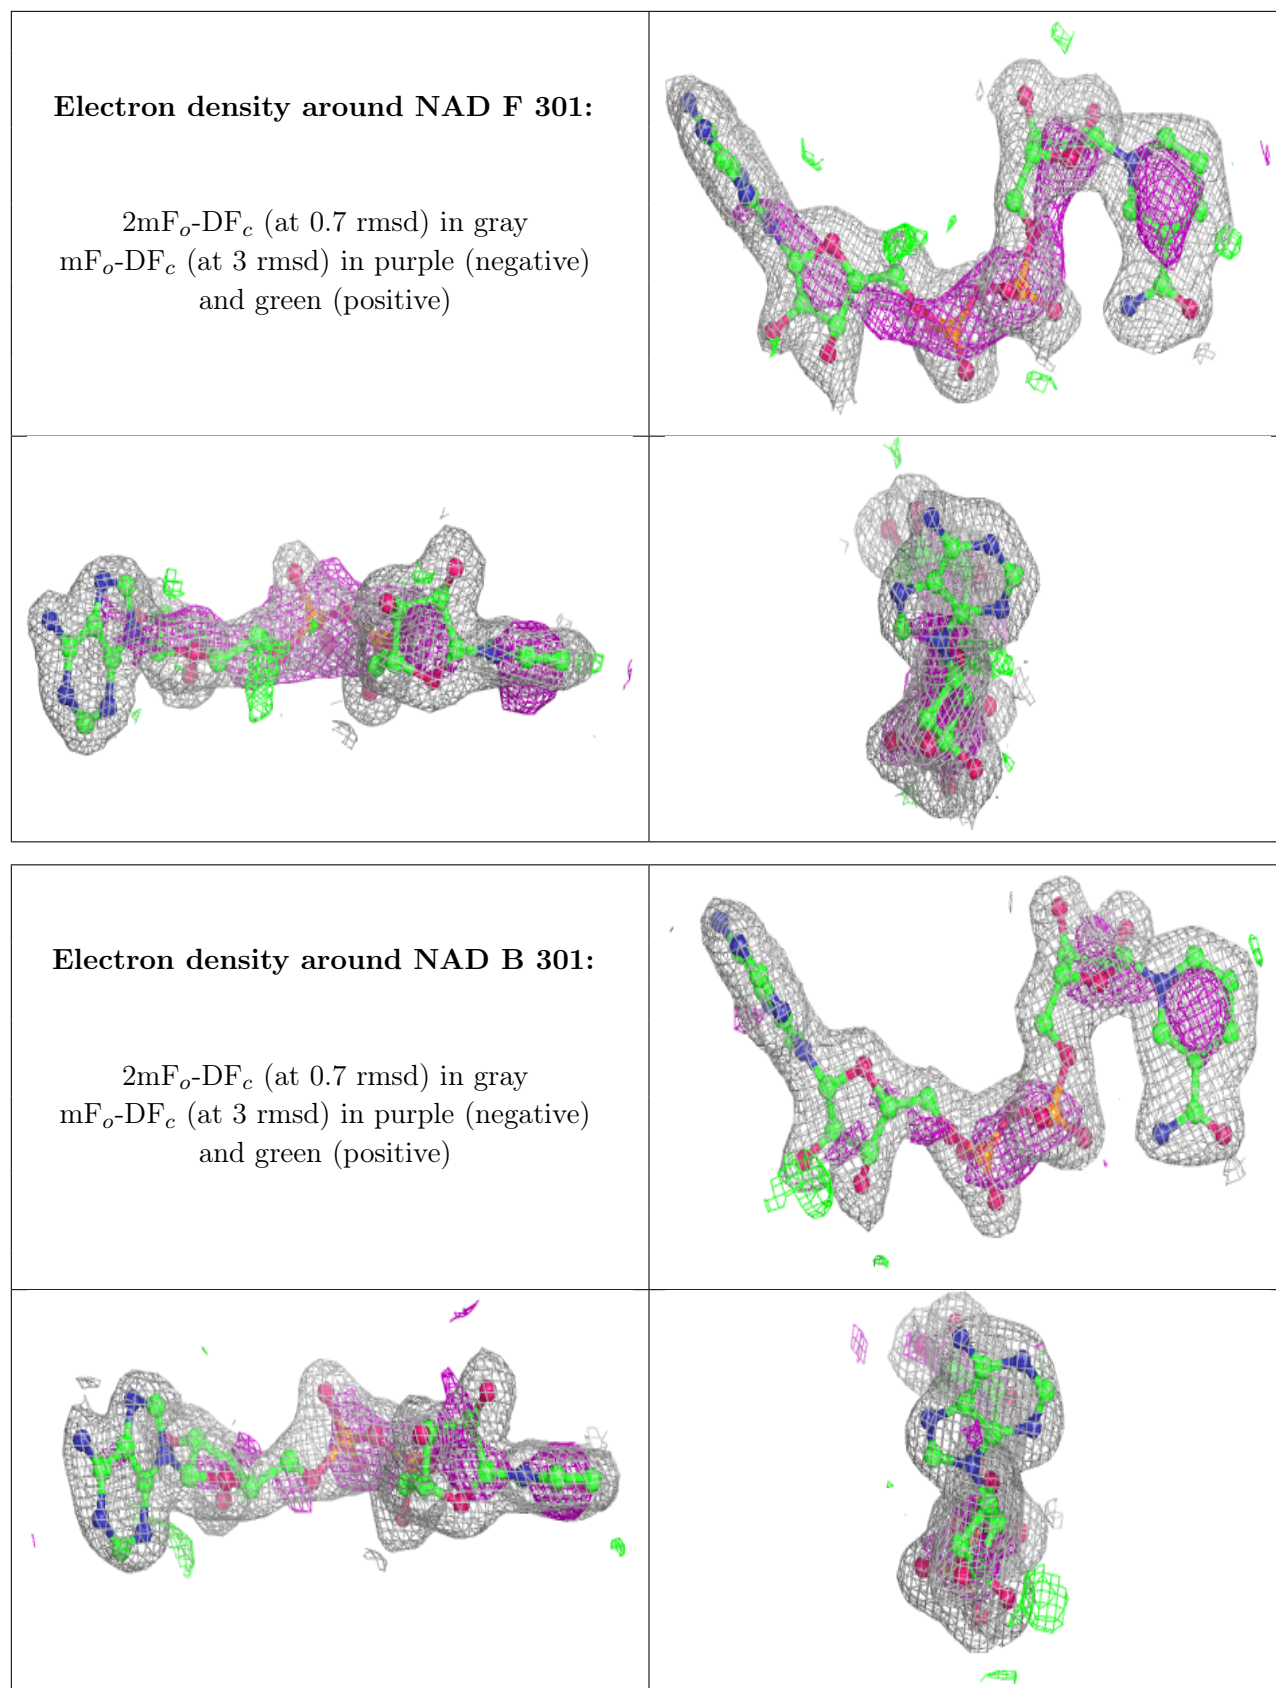 Electron density around NAD F 301:
2mFo-DFc (at 0.7 rmsd) in gray
mFo-DFc (at 3 rmsd) in purple (negative)
and green (positive)
Electron density around NAD B 301:
2mFo-DFc (at 0.7 rmsd) in gray
mFo-DFc (at 3 rmsd) in purple (negative)
and green (positive)